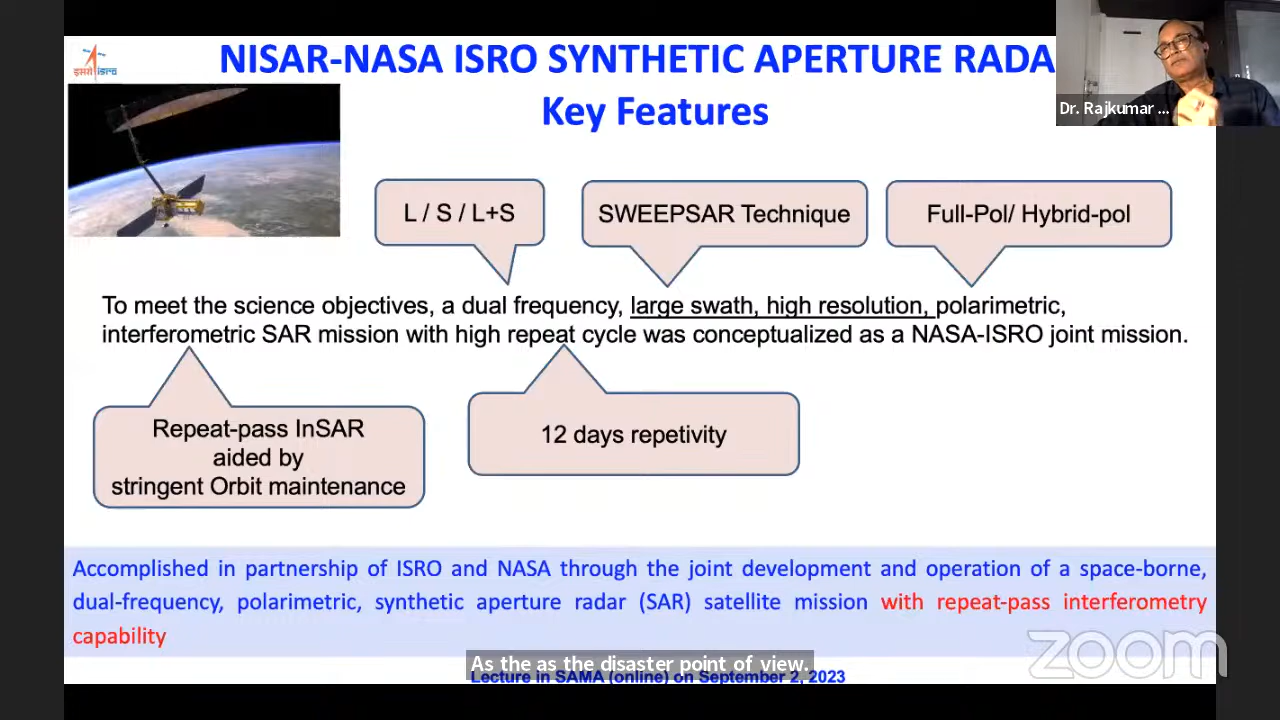 NISAR-NASA ISRO SYNTHETIC APERTURE RADA
Key Features
इसरो isro
Dr. Rajkumar ...
L / S / L+S
SWEEPSAR Technique
Full-Pol/ Hybrid-pol
To meet the science objectives, a dual frequency, large swath, high resolution, polarimetric,
interferometric SAR mission with high repeat cycle was conceptualized as a NASA-ISRO joint mission.
Repeat-pass InSAR
aided by
stringent Orbit maintenance
12 days repetivity
Accomplished in partnership of ISRO and NASA through the joint development and operation of a space-borne,
dual-frequency, polarimetric, synthetic aperture radar (SAR) satellite mission with repeat-pass interferometry
capability
zoom
As the as the disaster point of view.
Lecture in SAMA (online) on September 2, 2023